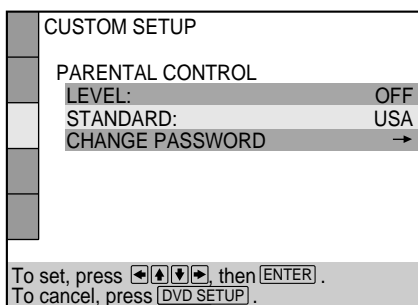 CUSTOM SETUP
PARENTAL CONTROL
LEVEL: OFF
STANDARD: USA
CHANGE PASSWORD →
To set, press ←↑↓→, then ENTER.
To cancel, press DVD SETUP.